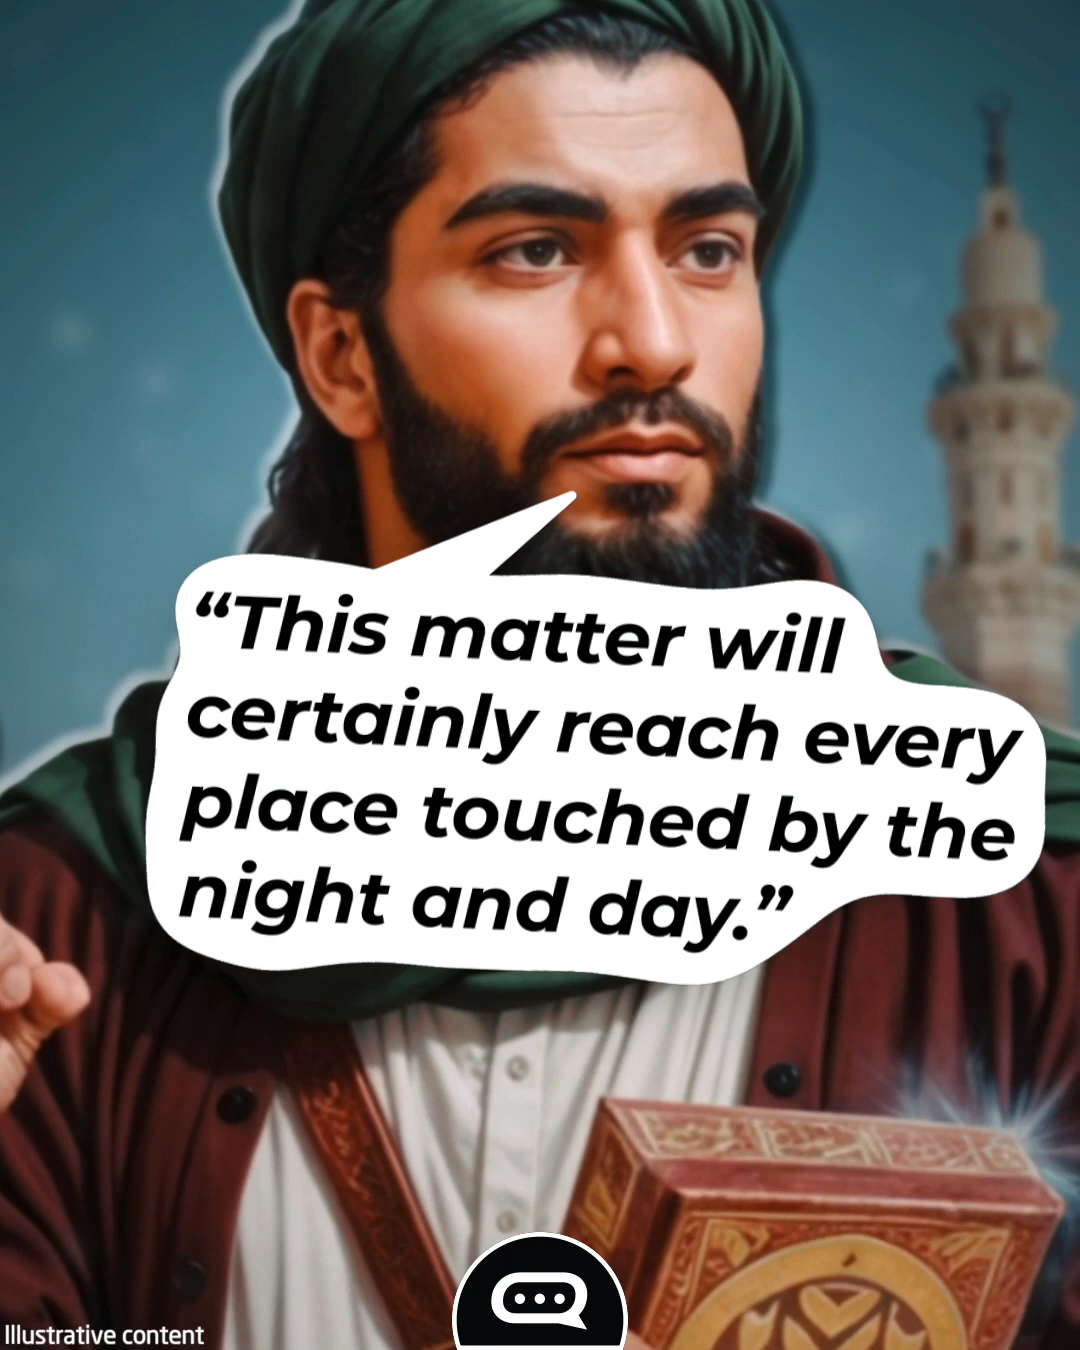 “This matter will
certainly reach every
place touched by the
night and day.”
Illustrative content